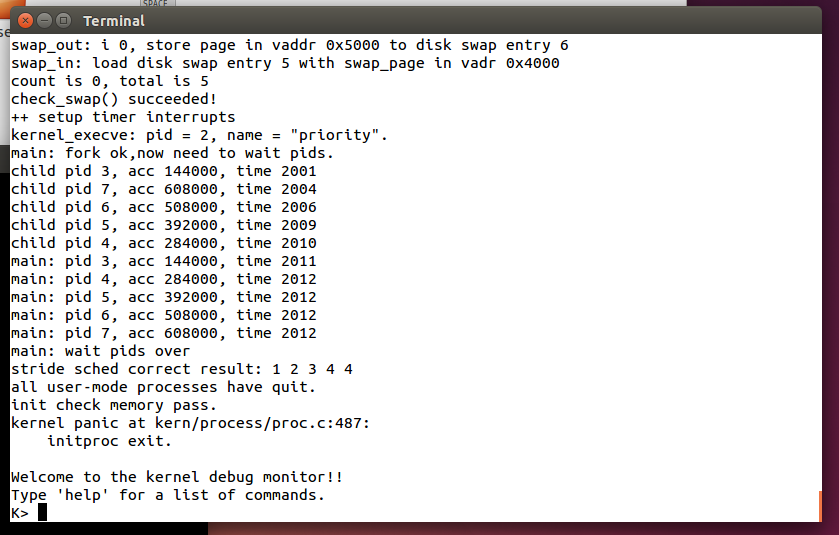 SPACE
se
Terminal
swap_out: i 0, store page in vaddr 0x5000 to disk swap entry 6
swap_in: load disk swap entry 5 with swap_page in vadr 0x4000
count is 0, total is 5
check_swap() succeeded!
++ setup timer interrupts
kernel_execve: pid = 2, name = "priority".
main: fork ok,now need to wait pids.
child pid 3, acc 144000, time 2001
child pid 7, acc 608000, time 2004
child pid 6, acc 508000, time 2006
child pid 5, acc 392000, time 2009
child pid 4, acc 284000, time 2010
main: pid 3, acc 144000, time 2011
main: pid 4, acc 284000, time 2012
main: pid 5, acc 392000, time 2012
main: pid 6, acc 508000, time 2012
main: pid 7, acc 608000, time 2012
main: wait pids over
stride sched correct result: 1 2 3 4 4
all user-mode processes have quit.
init check memory pass.
kernel panic at kern/process/proc.c:487:
    initproc exit.
Welcome to the kernel debug monitor!!
Type 'help' for a list of commands.
K>